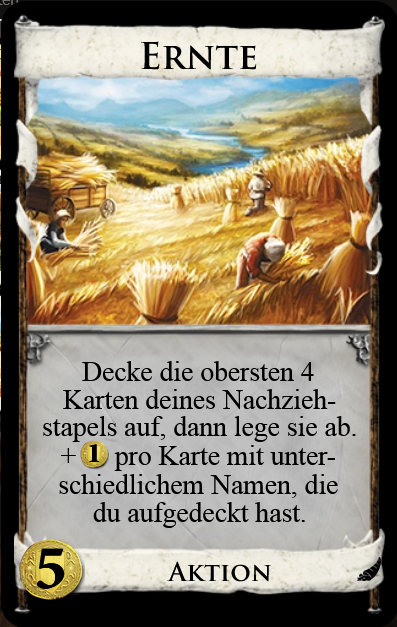 Ernte
Decke die obersten 4
Karten deines Nachzieh-
stapels auf, dann lege sie ab.
+ 1 pro Karte mit unter-
schiedlichem Namen, die
du aufgedeckt hast.
5 Aktion